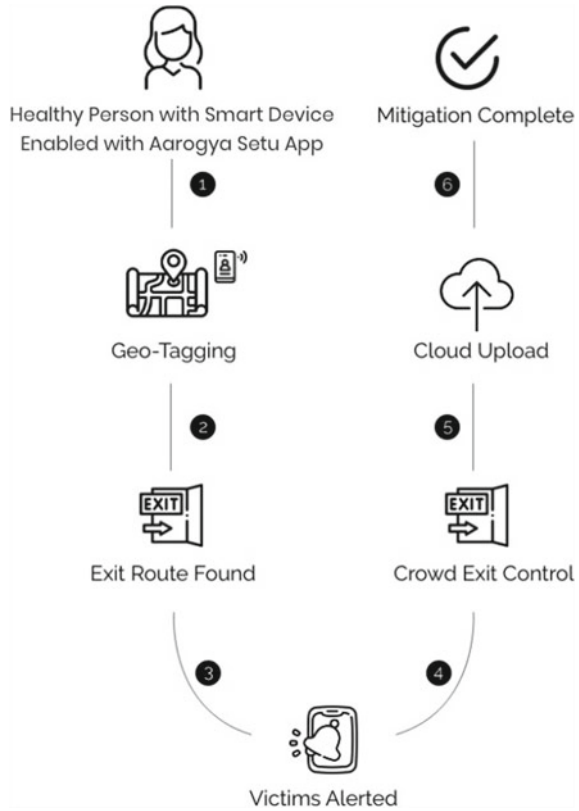 Healthy Person with Smart Device
Enabled with Aarogya Setu App
1
Geo-Tagging
2
EXIT
Exit Route Found
3
Victims Alerted
4
EXIT
Crowd Exit Control
5
Cloud Upload
6
Mitigation Complete